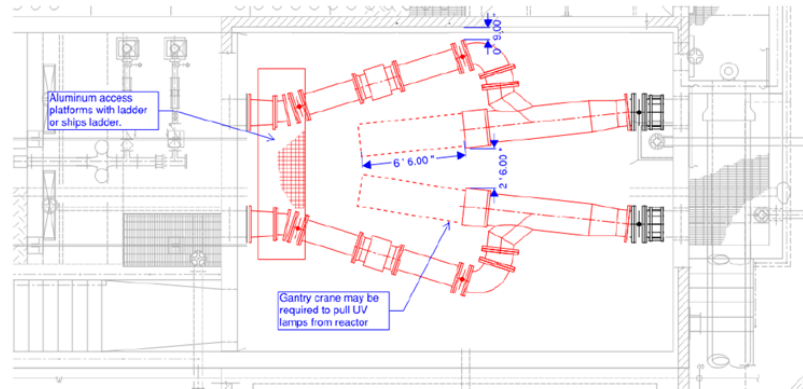 0' 9.00"
Aluminum access
platforms with ladder
or ships ladder.
6' 6.00"
2' 6.00"
Gantry crane may be
required to pull UV
lamps from reactor